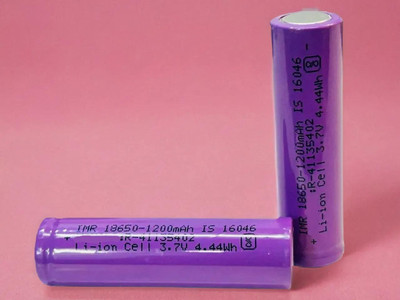 IMR 18650-1200mAh IS 16046
+ :R-41135402
Li-ion Cell 3.7V 4.44Wh
IMR 18650-1200mAh IS 16046 -
:R-41135402
+ Li-ion Cell 3.7V 4.44Wh